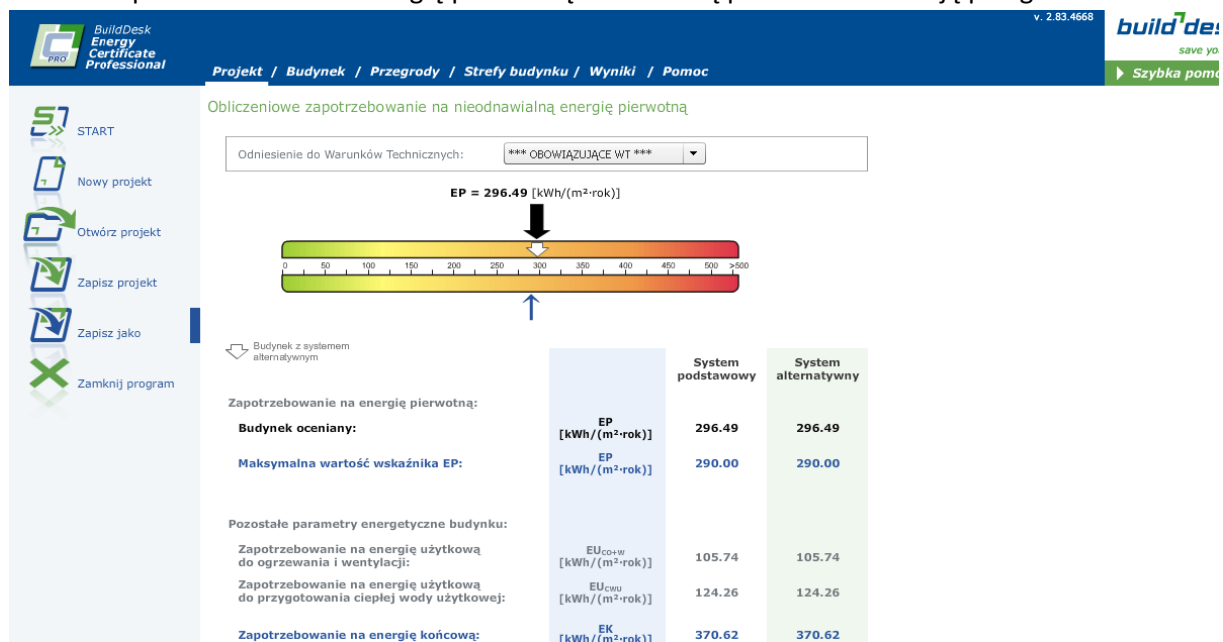 v. 2.83.4668
BuildDesk
Energy
Certificate
Professional
PRO
Projekt / Budynek / Przegrody / Strefy budynku / Wyniki / Pomoc
save
Szybka
START
Nowy projekt
Otwórz projekt
Zapisz projekt
Zapisz jako
Zamknij program
Obliczeniowe zapotrzebowanie na nieodnawialną energię pierwotną
Odniesienie do Warunków Technicznych: *** OBOWIĄZUJĄCE WT ***
EP = 296.49 [kWh/(m²·rok)]
0 50 100 150 200 250 300 350 400 450 500 >500
Budynek z systemem
alternatywnym
System podstawowy
System alternatywny
Zapotrzebowanie na energię pierwotną:
Budynek oceniany: EP [kWh/(m²·rok)] 296.49 296.49
Maksymalna wartość wskaźnika EP: EP [kWh/(m²·rok)] 290.00 290.00
Pozostałe parametry energetyczne budynku:
Zapotrzebowanie na energię użytkową
do ogrzewania i wentylacji: EUco+w [kWh/(m²·rok)] 105.74 105.74
Zapotrzebowanie na energię użytkową
do przygotowania ciepłej wody użytkowej: EUcwu [kWh/(m²·rok)] 124.26 124.26
Zapotrzebowanie na energię końcową: EK [kWh/(m²·rok)] 370.62 370.62